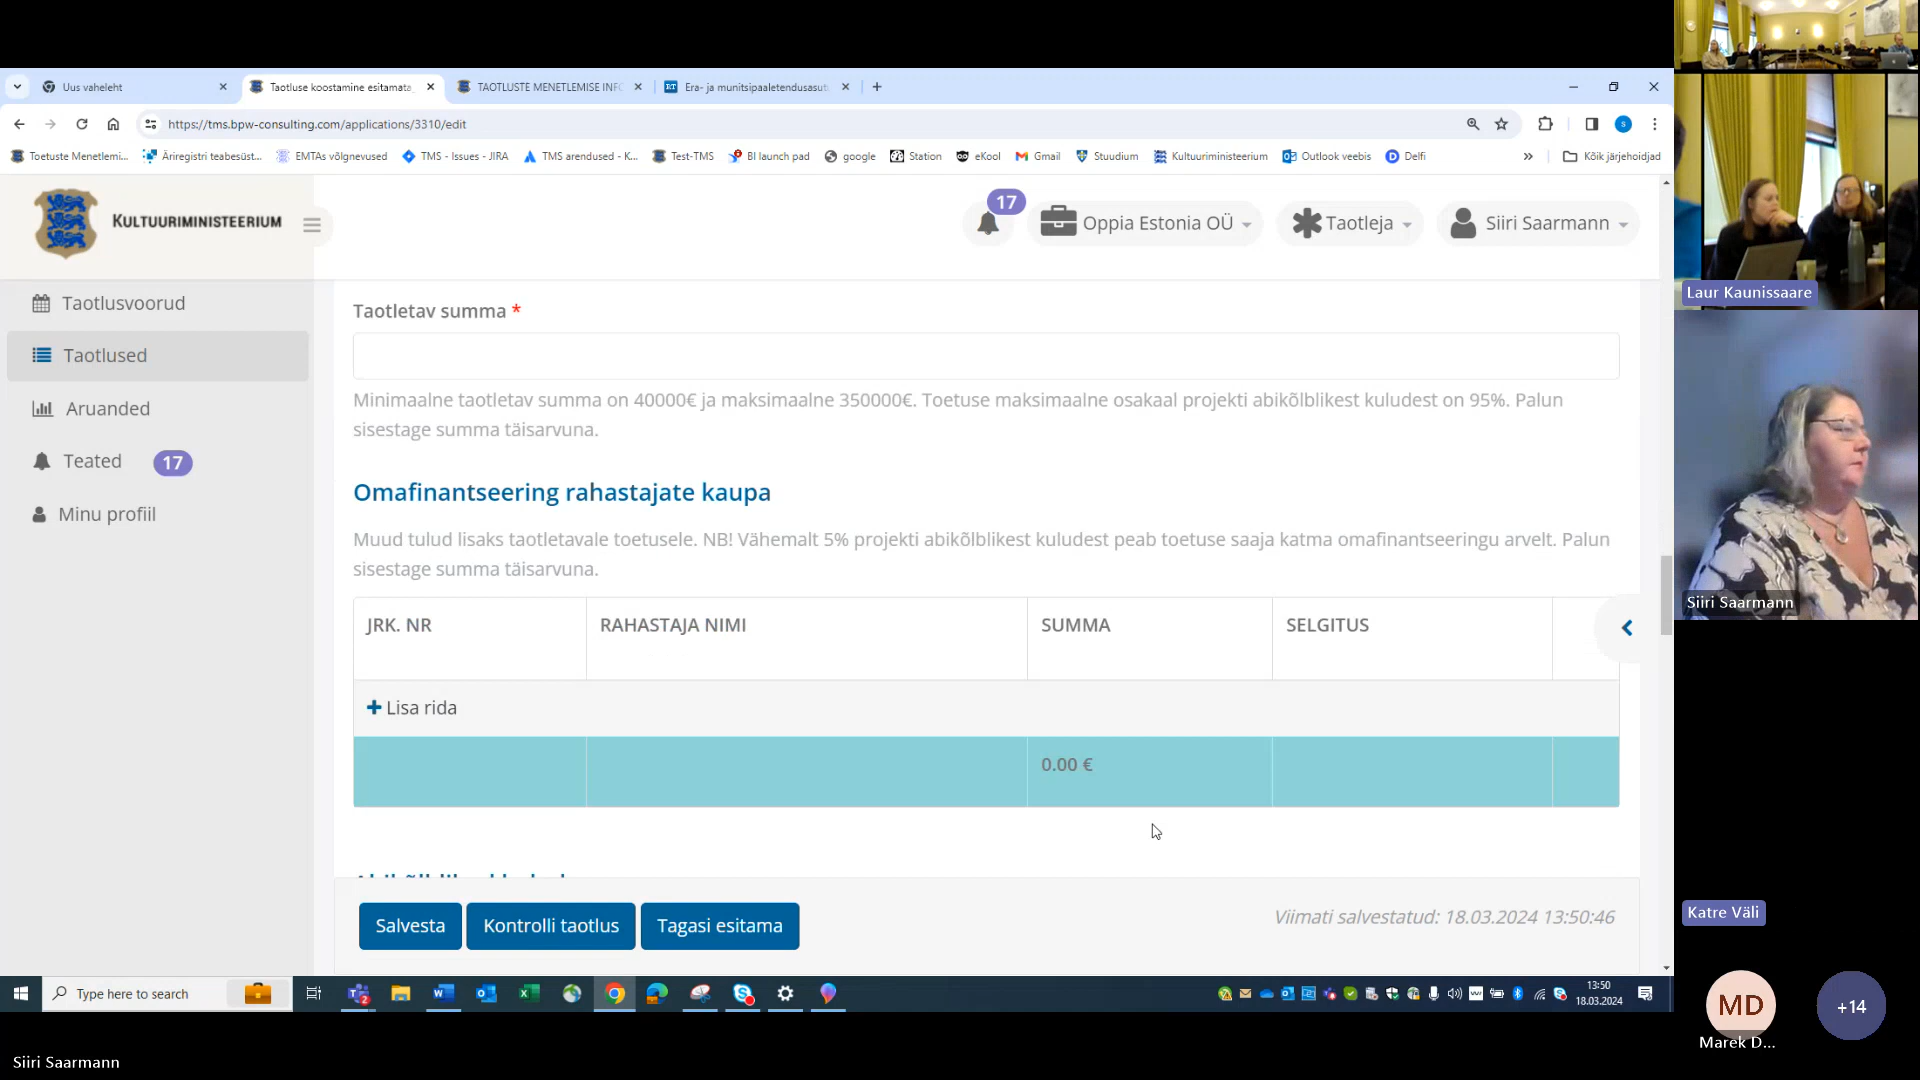 Uus vaheleht
Taotluse koostamine esitamata
TAOTLUSTE MENETLEMISE INFO
Era- ja munitsipaaletendusasut
https://tms.bpw-consulting.com/applications/3310/edit
Toetuste Menetlemi...
Äriregistri teabesüst...
EMTAs võlgnevused
TMS - Issues - JIRA
TMS arendused - K...
Test-TMS
BI launch pad
google
Station
eKool
Gmail
Stuudium
Kultuuriministeerium
Outlook veebis
Delfi
Kõik järjehoidjad
KULTUURIMINISTEERIUM
17
Oppia Estonia OÜ
Taotleja
Siiri Saarmann
Taotlusvoorud
Taotlused
Aruanded
Teated 17
Minu profiil
Taotletav summa *
Minimaalne taotletav summa on 40000€ ja maksimaalne 350000€. Toetuse maksimaalne osakaal projekti abikõlblikest kuludest on 95%. Palun
sisestage summa täisarvuna.
Omafinantseering rahastajate kaupa
Muud tulud lisaks taotletavale toetusele. NB! Vähemalt 5% projekti abikõlblikest kuludest peab toetuse saaja katma omafinantseeringu arvelt. Palun
sisestage summa täisarvuna.
JRK. NR
RAHASTAJA NIMI
SUMMA
SELGITUS
Lisa rida
0.00 €
Salvesta
Kontrolli taotlus
Tagasi esitama
Viimati salvestatud: 18.03.2024 13:50:46
Type here to search
13:50
18.03.2024
Siiri Saarmann
Laur Kaunissaare
Siiri Saarmann
Katre Väli
MD
Marek D...
+14